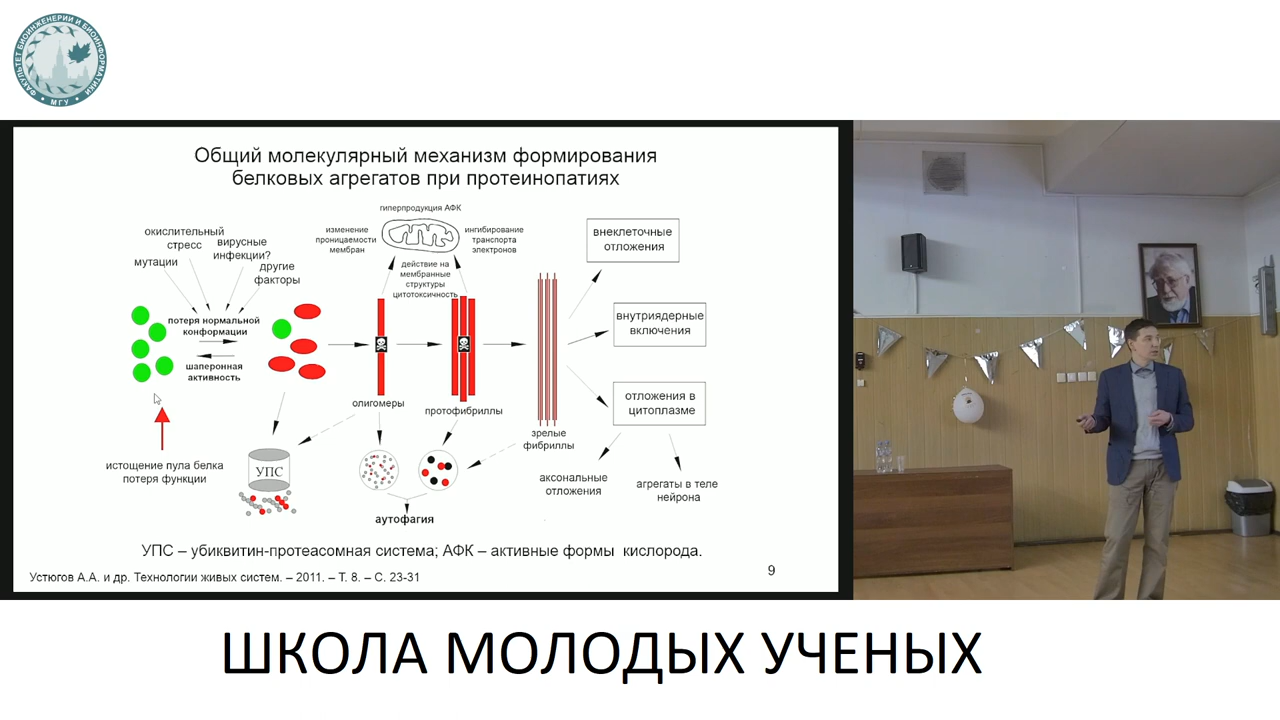 ФАКУЛЬТЕТ БИОИНЖЕНЕРИИ И БИОИНФОРМАТИКИ
• МГУ •
Общий молекулярный механизм формирования
белковых агрегатов при протеинопатиях
гиперпродукция АФК
окислительный
стресс
вирусные
инфекции?
мутации
другие
факторы
изменение
проницаемости
мембран
ингибирование
транспорта
электронов
действие на
мембранные
структуры
цитотоксичность
внеклеточные
отложения
потеря нормальной
конформации
шаперонная
активность
внутриядерные
включения
отложения в
цитоплазме
олигомеры
протофибриллы
зрелые
фибриллы
истощение пула белка
потеря функции
УПС
аксональные
отложения
агрегаты в теле
нейрона
аутофагия
УПС – убиквитин-протеасомная система; АФК – активные формы кислорода.
Устюгов А.А. и др. Технологии живых систем. – 2011. – Т. 8. – С. 23-31
9
ШКОЛА МОЛОДЫХ УЧЕНЫХ